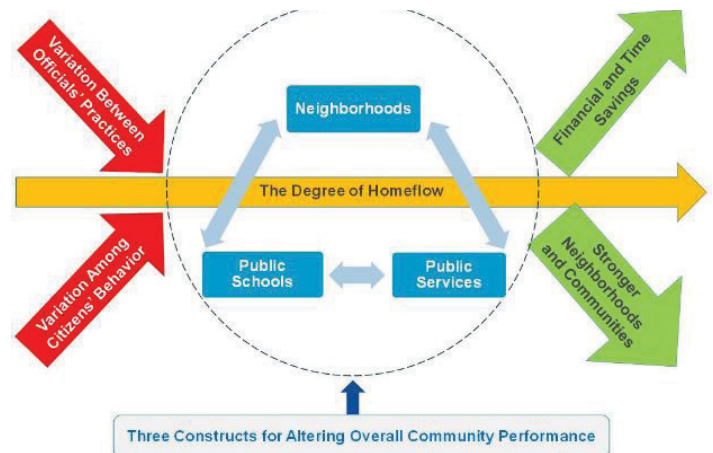 Variation Between
Officials' Practices
Variation Among
Citizens' Behavior
Neighborhoods
The Degree of Homeflow
Public
Schools
Public
Services
Financial and Time
Savings
Stronger
Neighborhoods
and Communities
Three Constructs for Altering Overall Community Performance